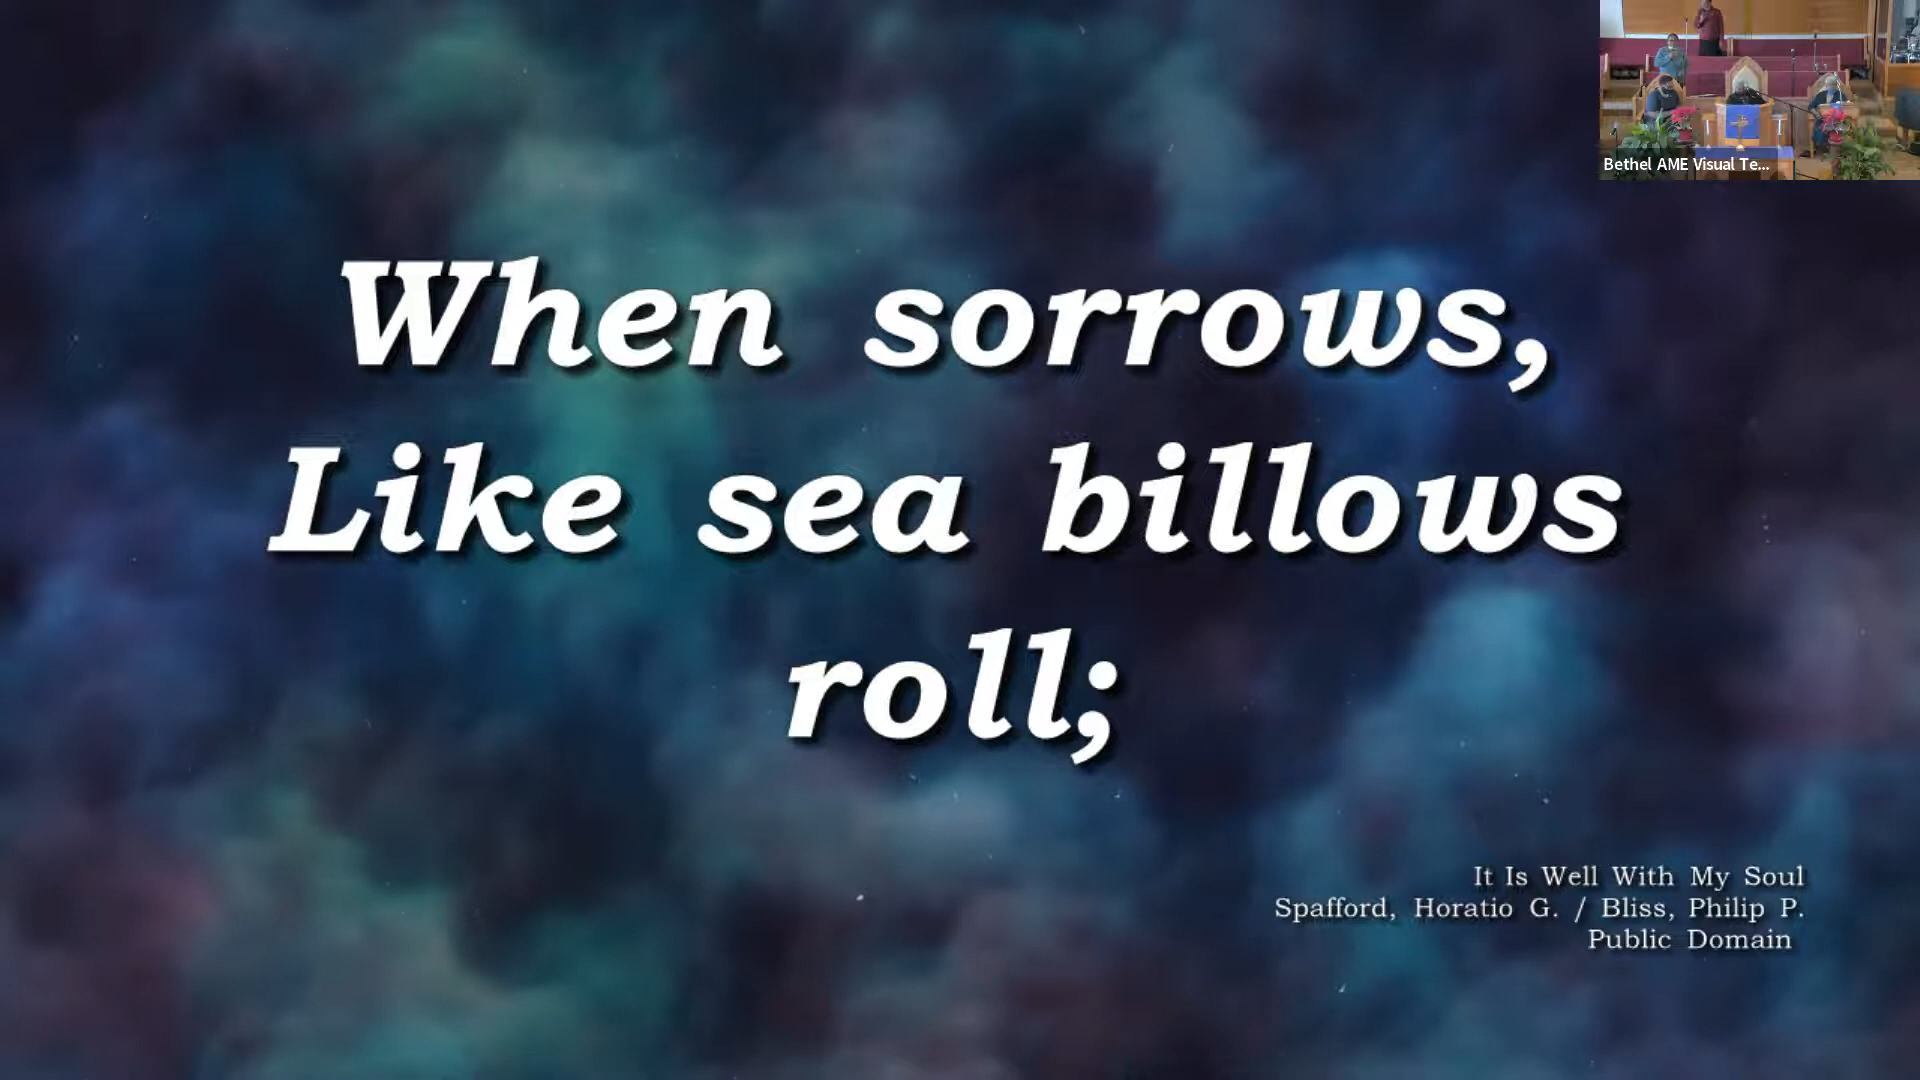 Bethel AME Visual Te...
When sorrows,
Like sea billows
roll;
It Is Well With My Soul
Spafford, Horatio G. / Bliss, Philip P.
Public Domain